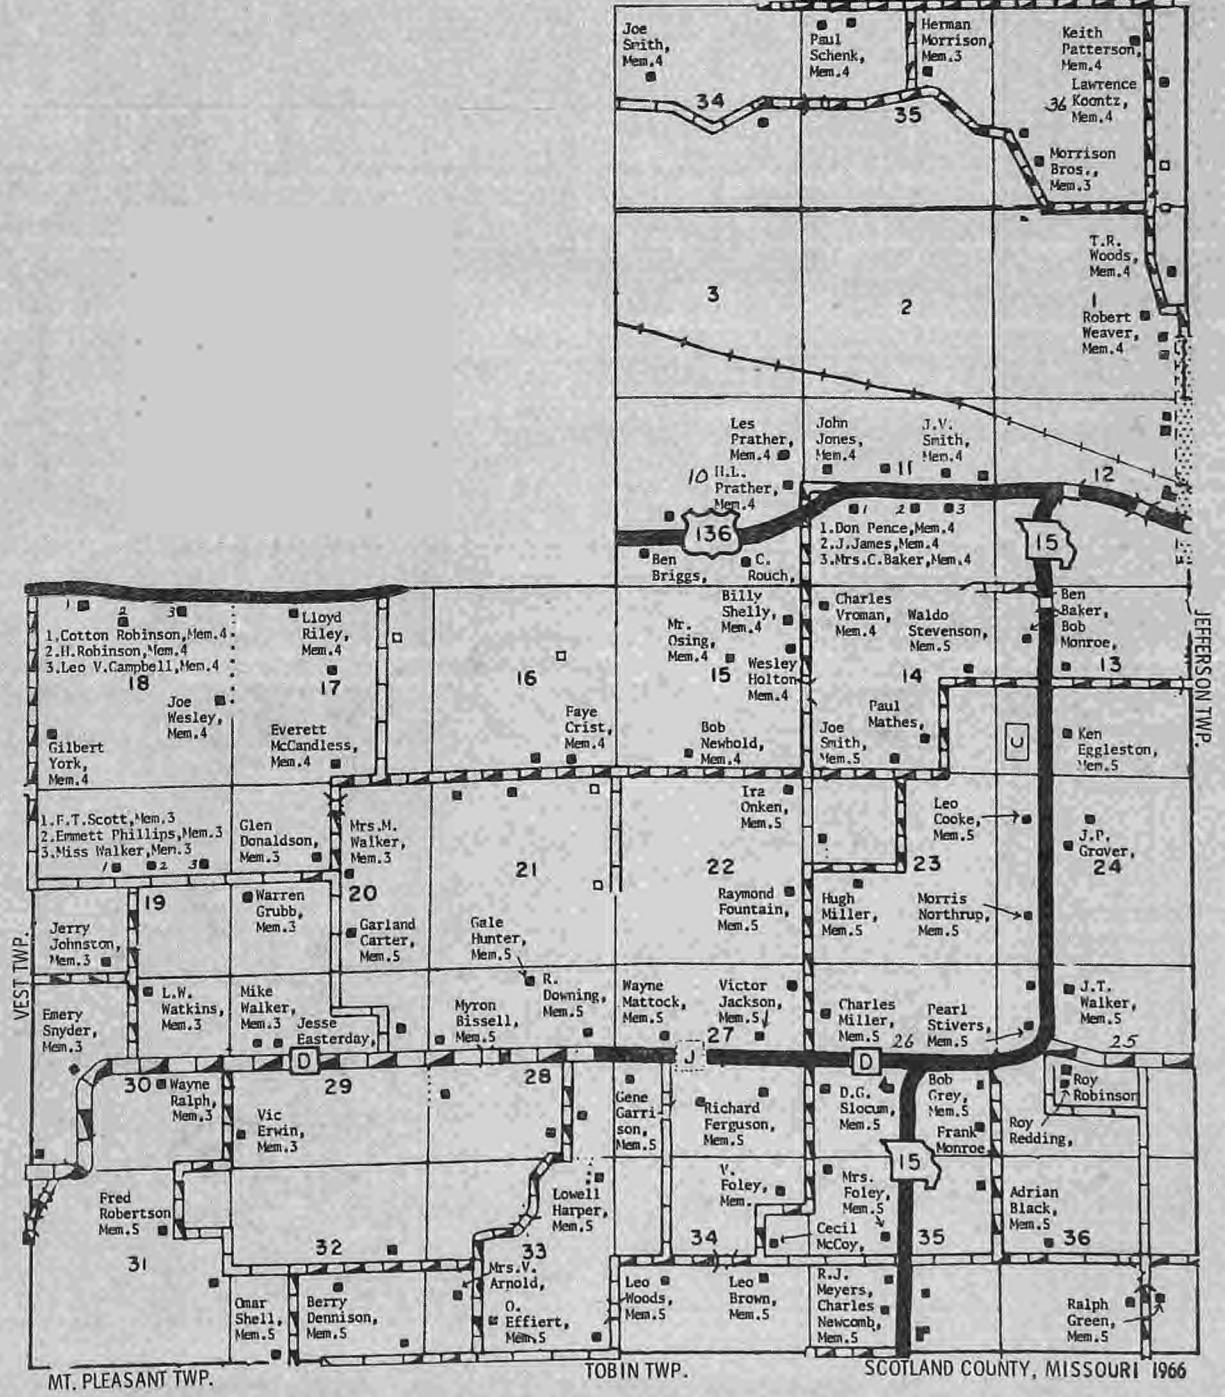 Joe
Smith,
Mem.4
Paul
Schenk,
Mem.4
Herman
Morrison,
Mem.3
Keith
Patterson,
Mem.4
Lawrence
Koontz,
Mem.4
34
35
36
Morrison
Bros.,
Mem.3
T.R.
Woods,
Mem.4
3
2
1
Robert
Weaver,
Mem.4
Les
Prather,
Mem.4
John
Jones,
Mem.4
J.V.
Smith,
Mem.4
10
H.L.
Prather,
Mem.4
11
12
136
1 2 3
1.Don Pence,Mem.4
2.J.James,Mem.4
3.Mrs.C.Baker,Mem.4
15
Ben
Briggs,
C.
Rouch,
1 2 3
1.Cotton Robinson,Mem.4
2.H.Robinson,Mem.4
3.Leo V.Campbell,Mem.4
18
Lloyd
Riley,
Mem.4
17
Joe
Wesley,
Mem.4
Gilbert
York,
Mem.4
Everett
McCandless,
Mem.4
16
Faye
Crist,
Mem.4
Billy
Shelly,
Mem.4
Mr.
Osing,
Mem.4
15
Wesley
Holton
Mem.4
Bob
Newbold,
Mem.4
Charles
Vroman,
Mem.4
Waldo
Stevenson,
Mem.5
14
Paul
Mathes,
Joe
Smith,
Mem.5
Ben
Baker,
Bob
Monroe,
13
C
Ken
Eggleston,
Mem.5
JEFFERSON TWP.
1.F.T.Scott,Mem.3
2.Emmett Phillips,Mem.3
3.Miss Walker,Mem.3
1 2 3
Glen
Donaldson,
Mem.3
Mrs.M.
Walker,
Mem.3
19
Warren
Grubb,
Mem.3
20
Garland
Carter,
Mem.5
21
Gale
Hunter,
Mem.5
Ira
Onken,
Mem.5
22
Raymond
Fountain,
Mem.5
Leo
Cooke,
Mem.5
23
Hugh
Miller,
Mem.5
Morris
Northrup,
Mem.5
J.P.
Grover,
24
Jerry
Johnston,
Mem.3
VEST TWP.
Emery
Snyder,
Mem.3
L.W.
Watkins,
Mem.3
Mike
Walker,
Mem.3
Jesse
Easterday,
Myron
Bissell,
Mem.5
R.
Downing,
Mem.5
Wayne
Mattock,
Mem.5
Victor
Jackson,
Mem.5
27
Charles
Miller,
Mem.5
26
Pearl
Stivers,
Mem.5
J.T.
Walker,
Mem.5
25
D
J
D
30
Wayne
Ralph,
Mem.3
29
Vic
Erwin,
Mem.3
28
Gene
Garri-
son,
Mem.5
Richard
Ferguson,
Mem.5
D.G.
Slocum,
Mem.5
Bob
Grey,
Mem.5
Frank
Monroe
Roy
Robinson
Roy
Redding,
15
Fred
Robertson
Mem.5
31
32
Lowell
Harper,
Mem.5
33
V.
Foley,
Mem.
34
Mrs.
Foley,
Mem.5
Cecil
McCoy,
35
Adrian
Black,
Mem.5
36
Omar
Shell,
Mem.5
Berry
Dennison,
Mem.5
Mrs.V.
Arnold,
O.
Effiert,
Mem.5
Leo
Woods,
Mem.5
Leo
Brown,
Mem.5
R.J.
Meyers,
Charles
Newcomb,
Mem.5
Ralph
Green,
Mem.5
MT. PLEASANT TWP.
TOBIN TWP.
SCOTLAND COUNTY, MISSOURI 1966